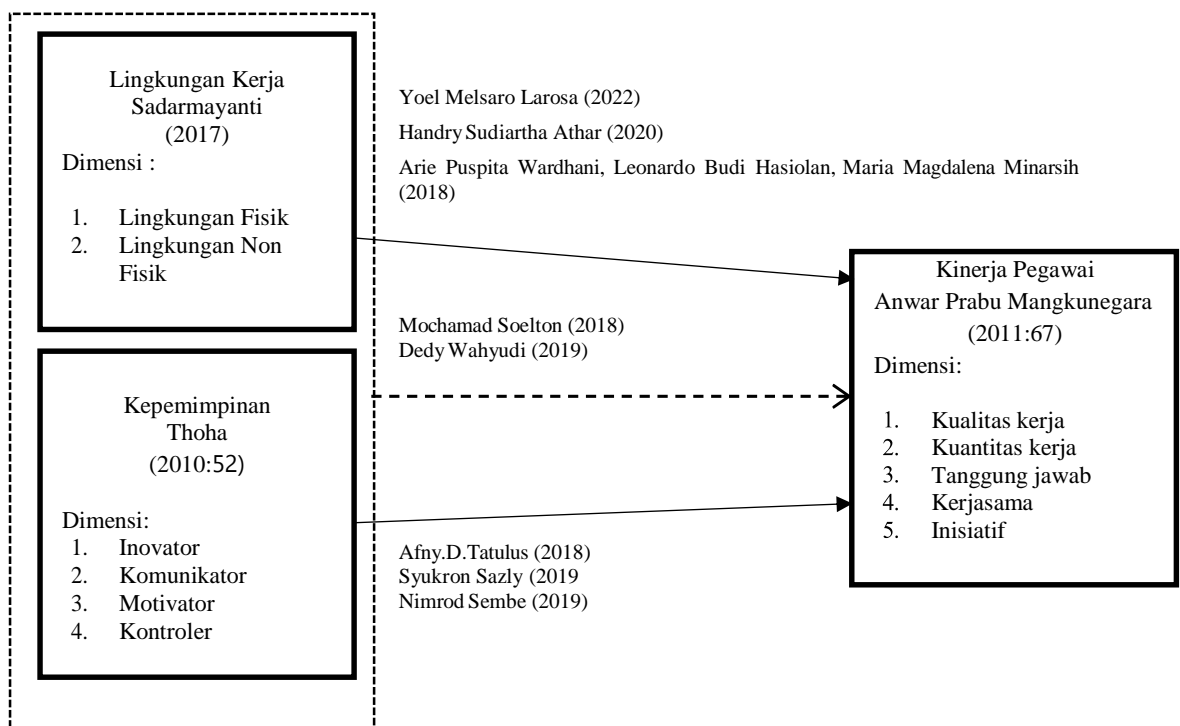 Lingkungan Kerja
Sadarmayanti
(2017)
Dimensi :
1. Lingkungan Fisik
2. Lingkungan Non
Fisik
Yoel Melsaro Larosa (2022)
Handry Sudiartha Athar (2020)
Arie Puspita Wardhani, Leonardo Budi Hasiolan, Maria Magdalena Minarsih
(2018)
Mochamad Soelton (2018)
Dedy Wahyudi (2019)
Kepemimpinan
Thoha
(2010:52)
Dimensi:
1. Inovator
2. Komunikator
3. Motivator
4. Kontroler
Afny.D.Tatulus (2018)
Syukron Sazly (2019
Nimrod Sembe (2019)
Kinerja Pegawai
Anwar Prabu Mangkunegara
(2011:67)
Dimensi:
1. Kualitas kerja
2. Kuantitas kerja
3. Tanggung jawab
4. Kerjasama
5. Inisiatif